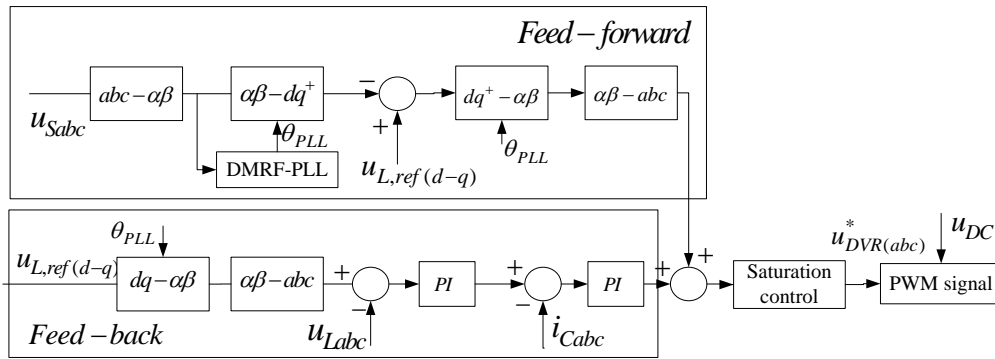 Feed-forward
abc-αβ
αβ-dq⁺
−
dq⁺-αβ
αβ-abc
u_Sabc
θ_PLL
+
DMRF-PLL
u_L,ref(d-q)
θ_PLL
θ_PLL
u_L,ref(d-q)
dq-αβ
αβ-abc
+
−
PI
+
−
PI
+
+
Saturation
control
u*_DVR(abc)
u_DC
PWM signal
Feed-back
u_Labc
i_Cabc